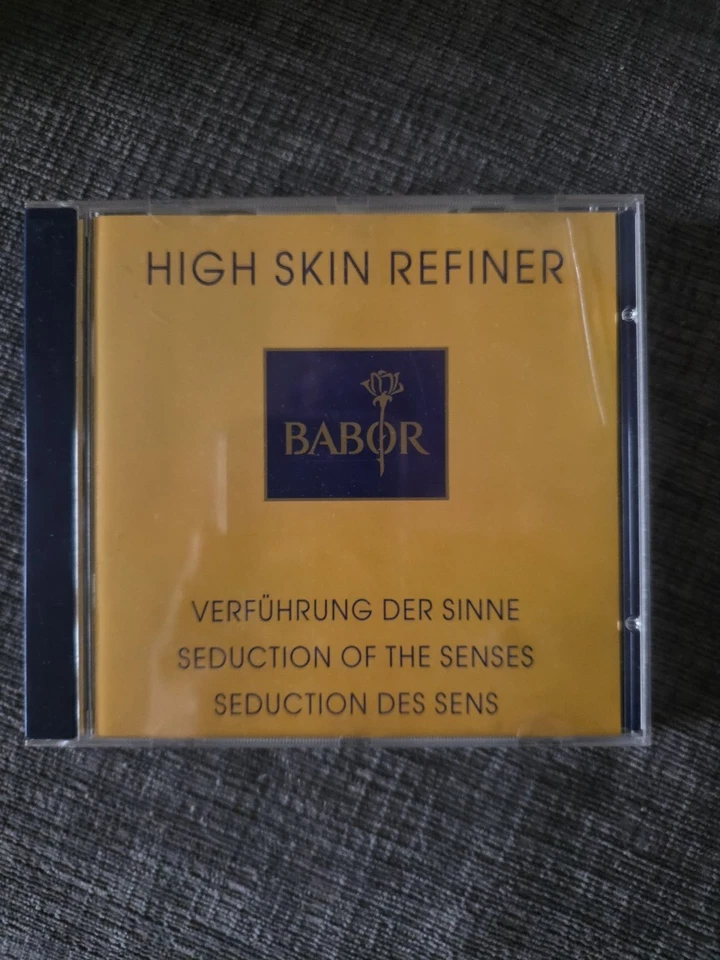 HIGH SKIN REFINER
BABOR
VERFÜHRUNG DER SINNE
SEDUCTION OF THE SENSES
SEDUCTION DES SENS